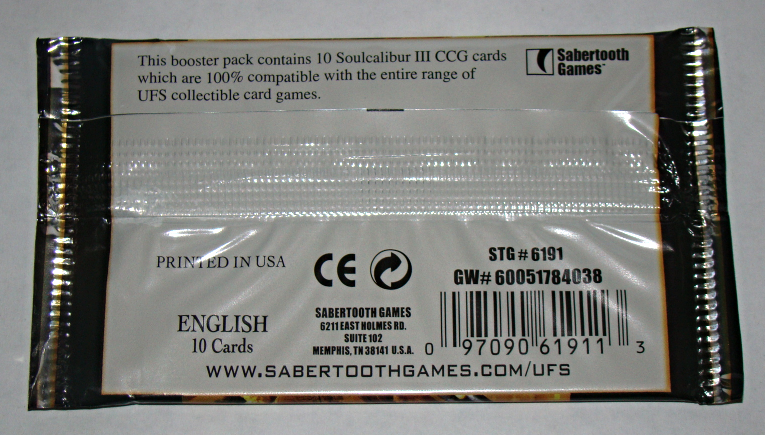 This booster pack contains 10 Soulcalibur III CCG cards
which are 100% compatible with the entire range of
UFS collectible card games.
Sabertooth
Games™
PRINTED IN USA
CE
STG # 6191
GW# 60051784038
ENGLISH
10 Cards
SABERTOOTH GAMES
6211 EAST HOLMES RD.
SUITE 102
MEMPHIS, TN 38141 U.S.A.
0 97090 61911 3
WWW.SABERTOOTHGAMES.COM/UFS